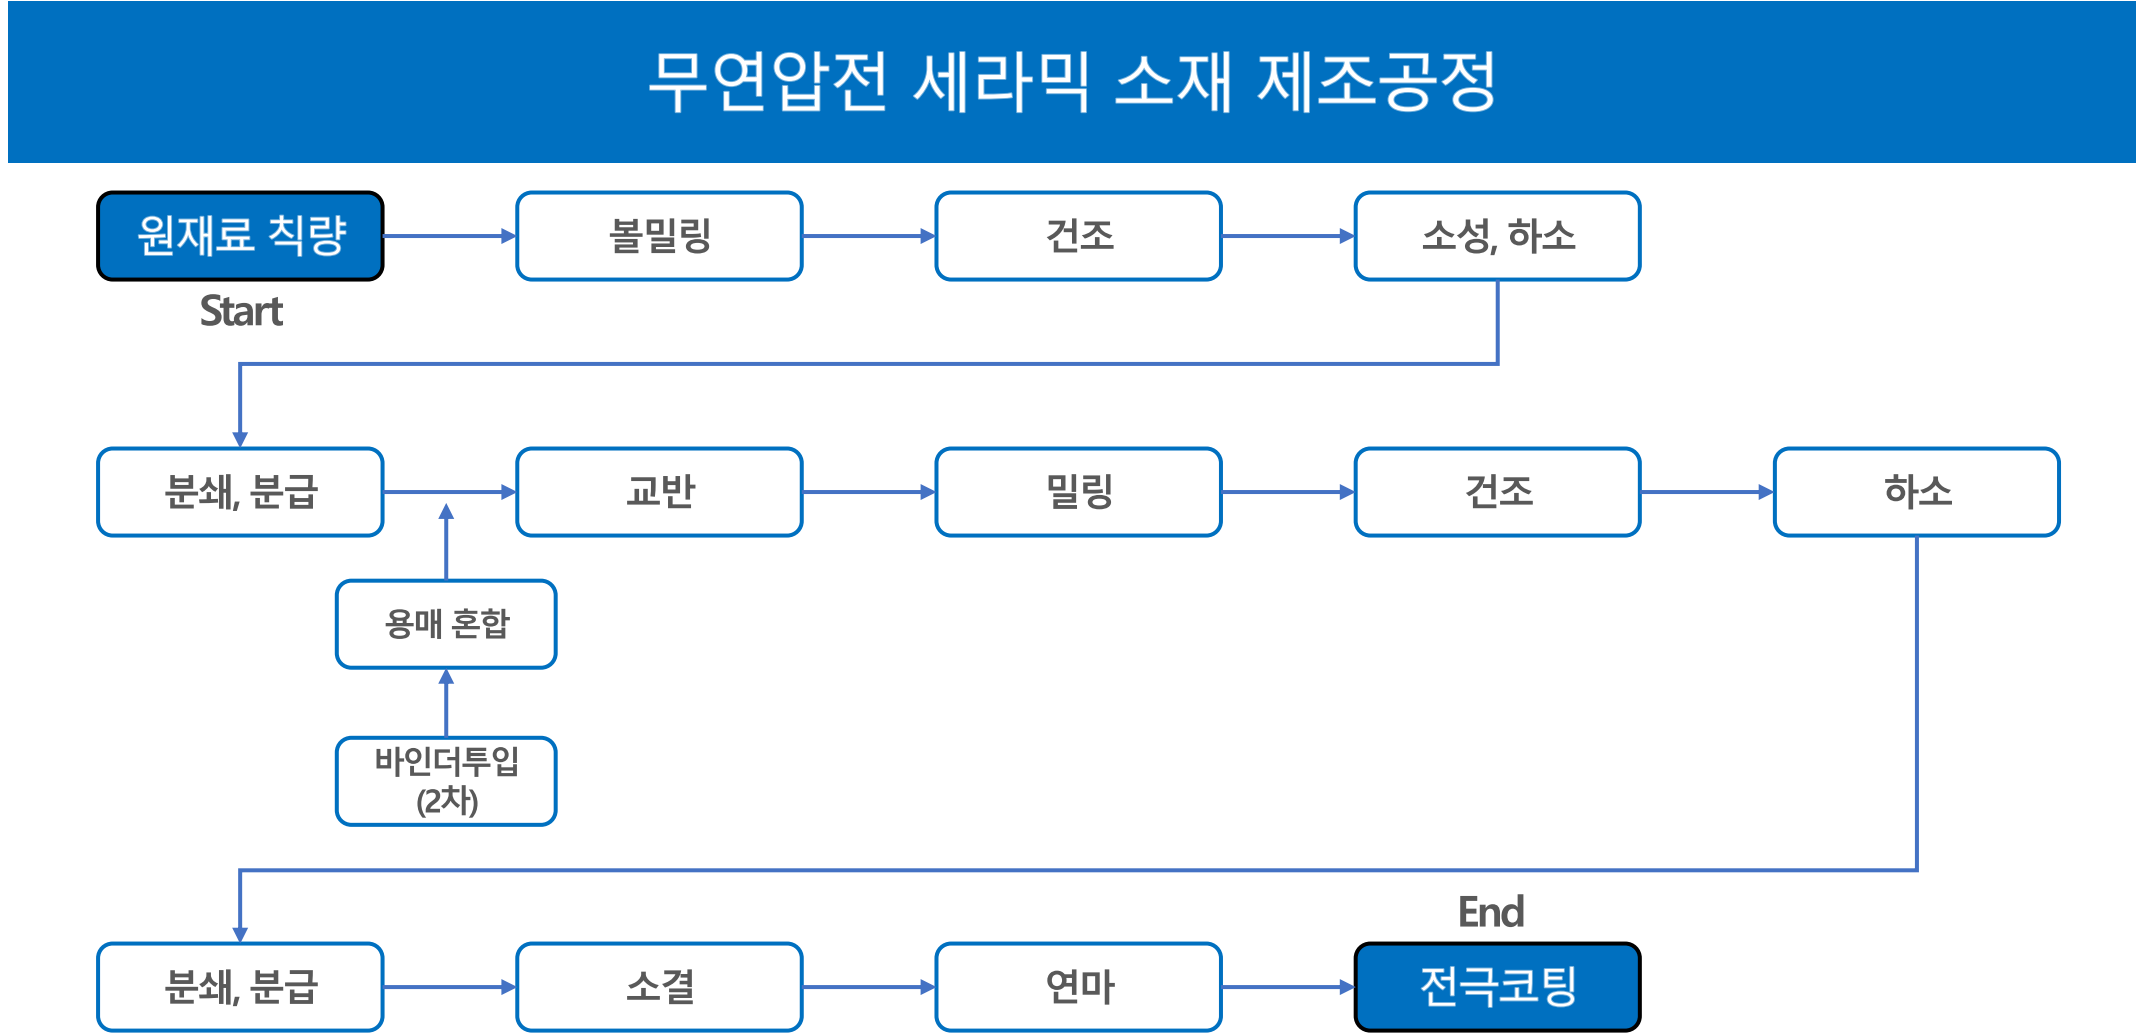 무연압전 세라믹 소재 제조공정
원재료 칙량
볼밀링
건조
소성, 하소
Start
분쇄, 분급
교반
밀링
건조
하소
용매 혼합
바인더투입
(2차)
End
분쇄, 분급
소결
연마
전극코팅